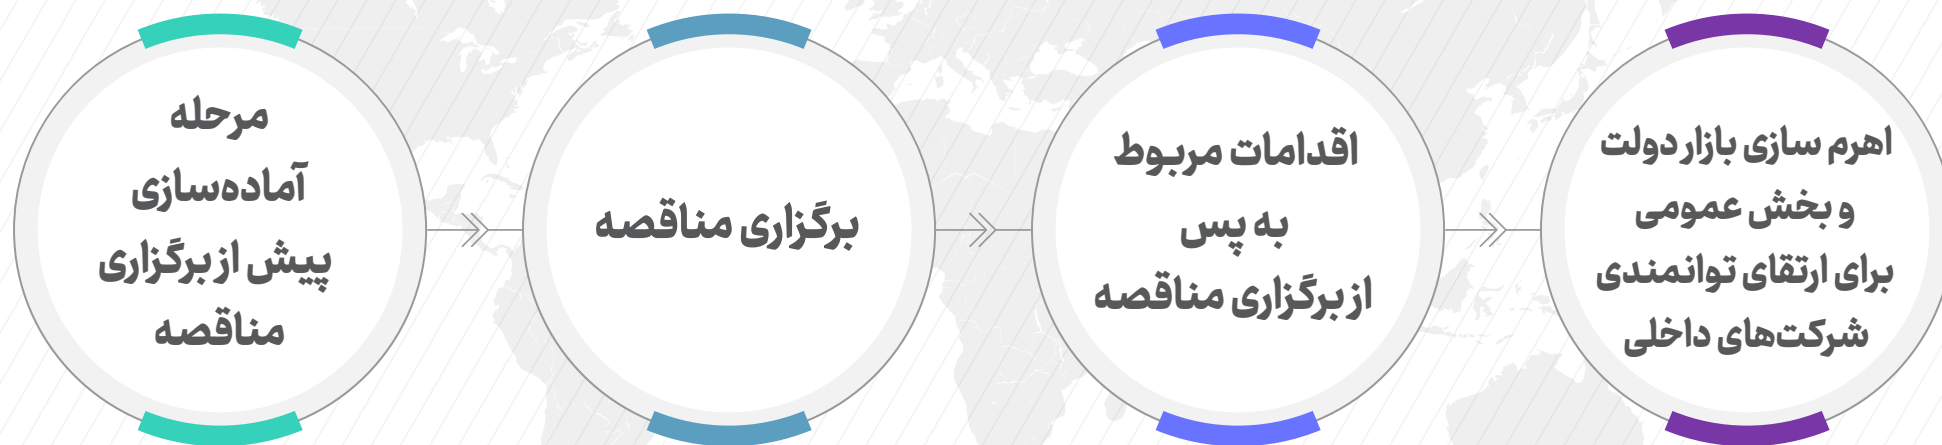 مرحله
آماده‌سازی
پیش از برگزاری
مناقصه
برگزاری مناقصه
اقدامات مربوط
به پس
از برگزاری مناقصه
اهرم سازی بازار دولت
و بخش عمومی
برای ارتقای توانمندی
شرکت‌های داخلی